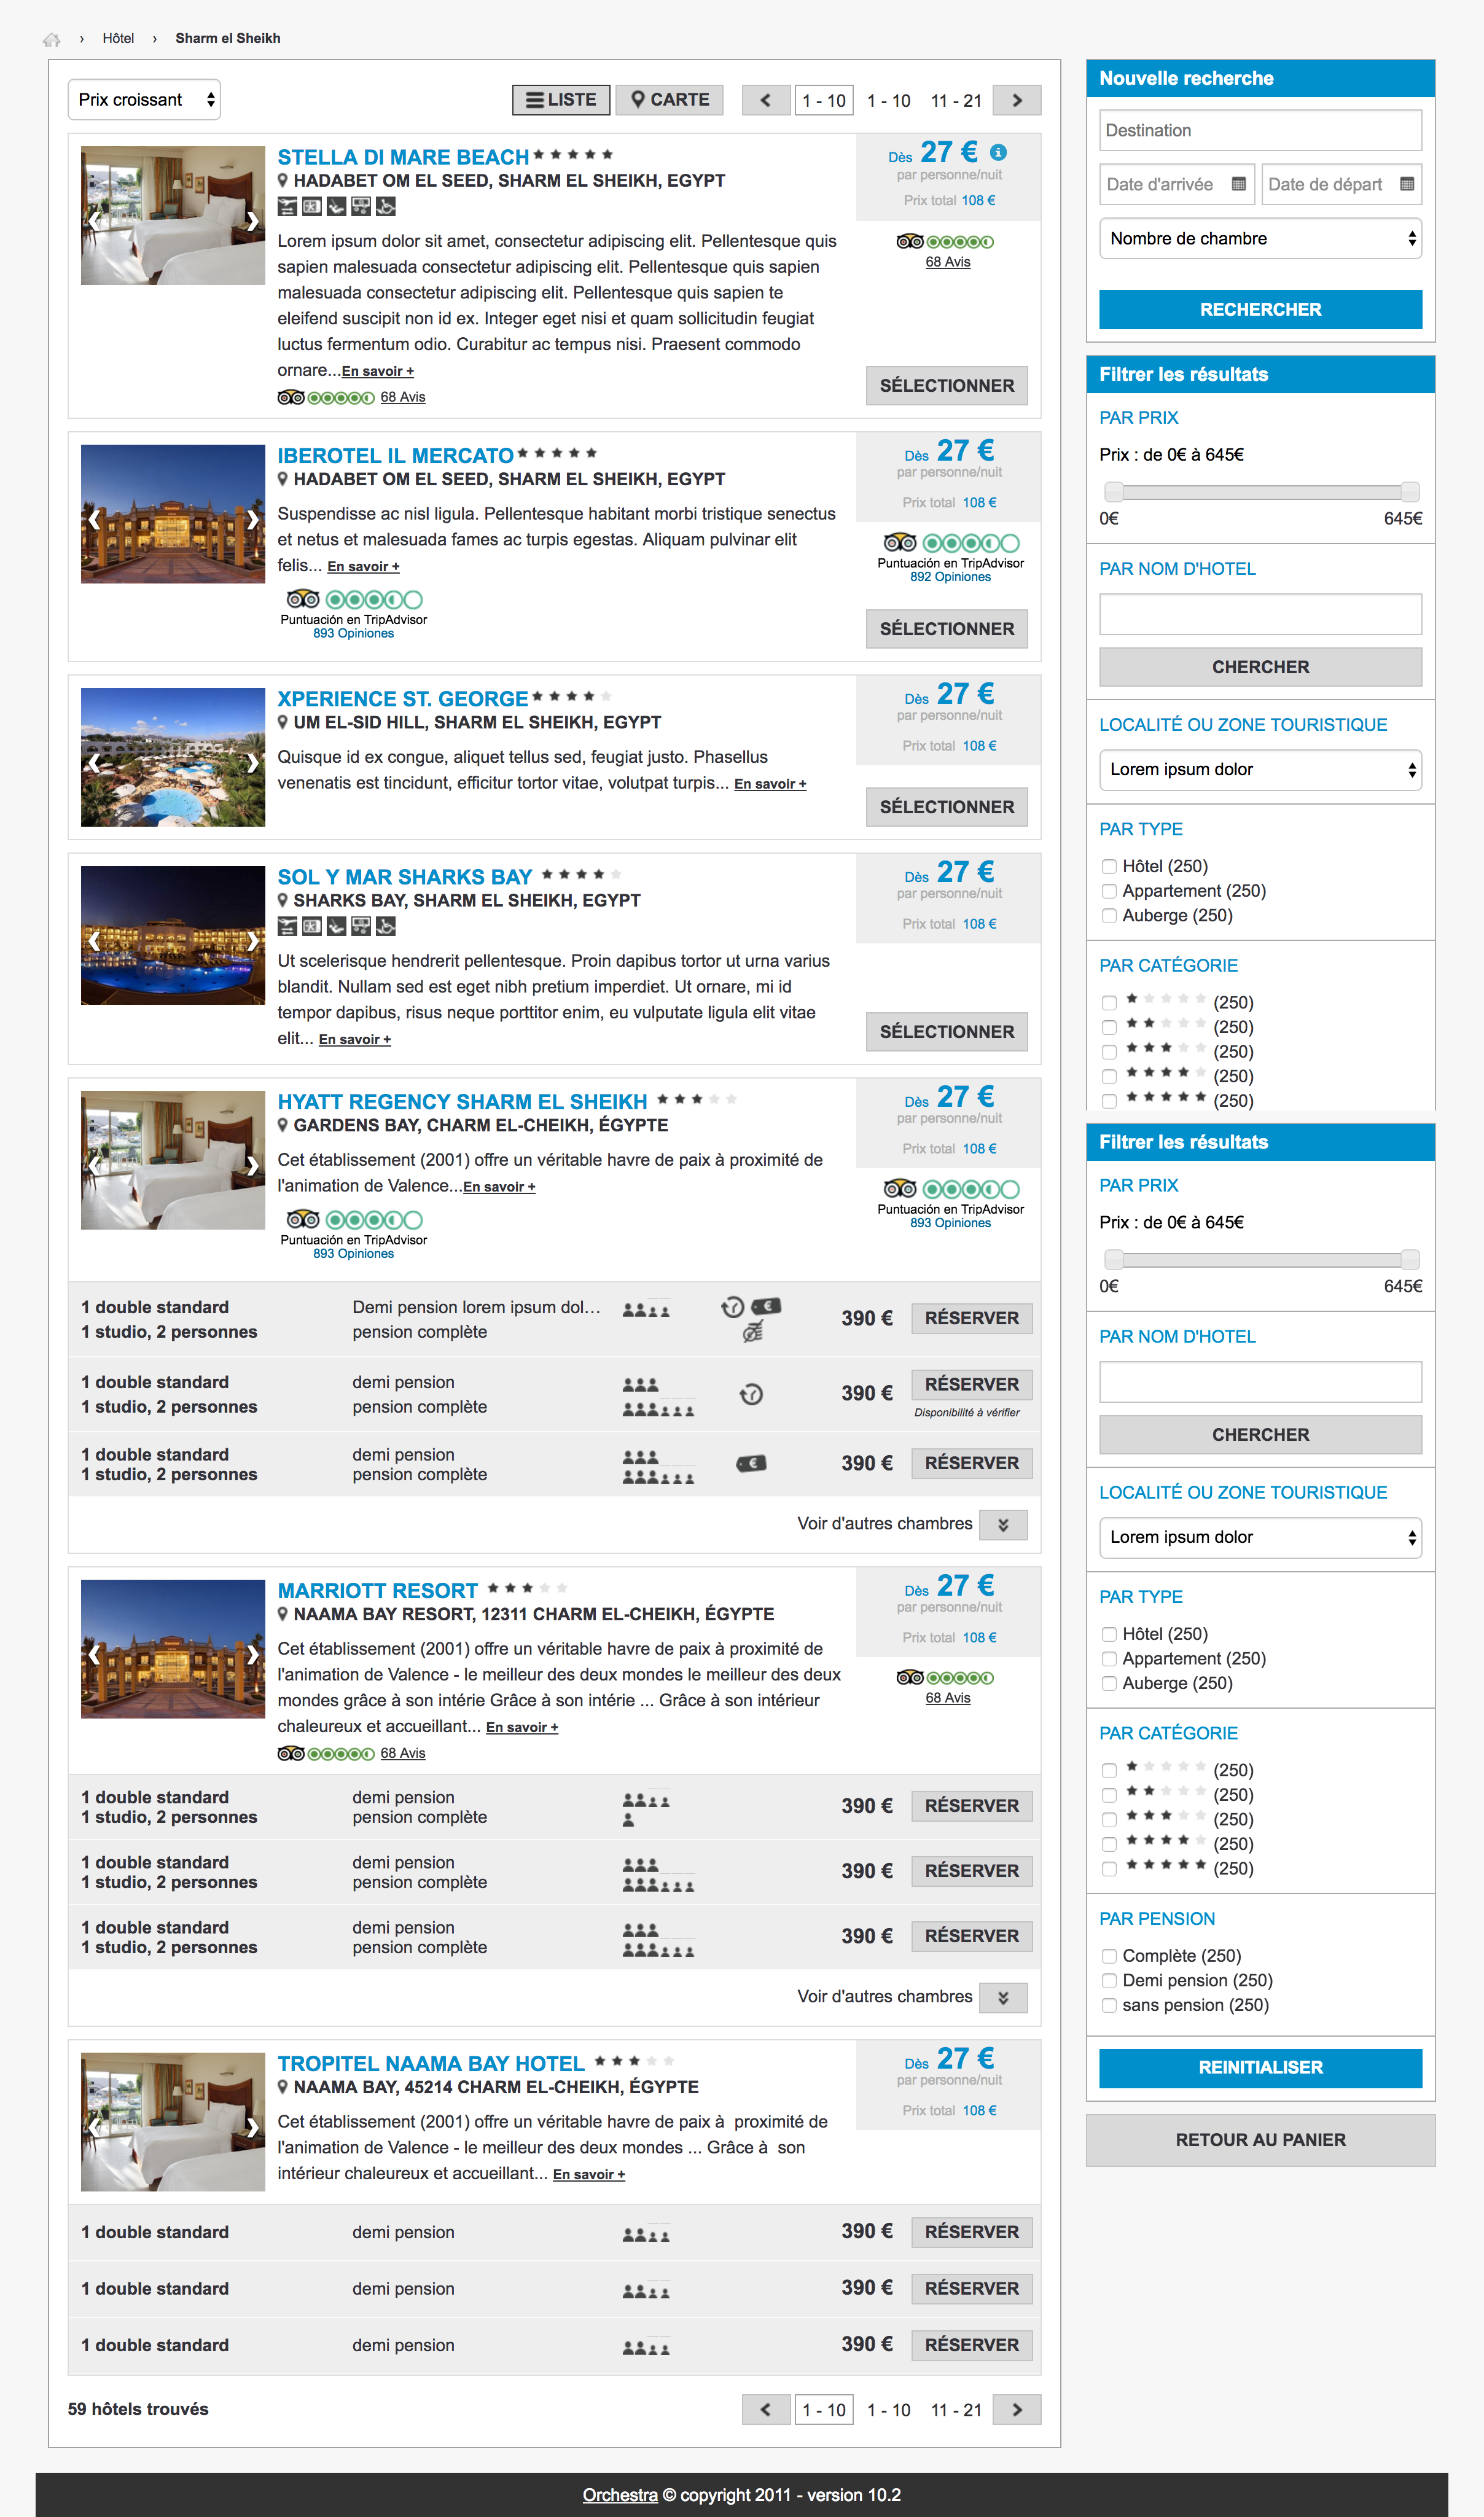 › Hôtel › Sharm el Sheikh
Prix croissant
LISTE
CARTE
1 - 10
1 - 10
11 - 21
STELLA DI MARE BEACH
HADABET OM EL SEED, SHARM EL SHEIKH, EGYPT
Lorem ipsum dolor sit amet, consectetur adipiscing elit. Pellentesque quis
sapien malesuada consectetur adipiscing elit. Pellentesque quis sapien
malesuada consectetur adipiscing elit. Pellentesque quis sapien te
eleifend suscipit non id ex. Integer eget nisi et quam sollicitudin feugiat
luctus fermentum odio. Curabitur ac tempus nisi. Praesent commodo
ornare...En savoir +
68 Avis
Dès 27 €
par personne/nuit
Prix total 108 €
68 Avis
SÉLECTIONNER
IBEROTEL IL MERCATO
HADABET OM EL SEED, SHARM EL SHEIKH, EGYPT
Suspendisse ac nisl ligula. Pellentesque habitant morbi tristique senectus
et netus et malesuada fames ac turpis egestas. Aliquam pulvinar elit
felis... En savoir +
Puntuación en TripAdvisor
893 Opiniones
Dès 27 €
par personne/nuit
Prix total 108 €
Puntuación en TripAdvisor
892 Opiniones
SÉLECTIONNER
XPERIENCE ST. GEORGE
UM EL-SID HILL, SHARM EL SHEIKH, EGYPT
Quisque id ex congue, aliquet tellus sed, feugiat justo. Phasellus
venenatis est tincidunt, efficitur tortor vitae, volutpat turpis... En savoir +
Dès 27 €
par personne/nuit
Prix total 108 €
SÉLECTIONNER
SOL Y MAR SHARKS BAY
SHARKS BAY, SHARM EL SHEIKH, EGYPT
Ut scelerisque hendrerit pellentesque. Proin dapibus tortor ut urna varius
blandit. Nullam sed est eget nibh pretium imperdiet. Ut ornare, mi id
tempor dapibus, risus neque porttitor enim, eu vulputate ligula elit vitae
elit... En savoir +
Dès 27 €
par personne/nuit
Prix total 108 €
SÉLECTIONNER
HYATT REGENCY SHARM EL SHEIKH
GARDENS BAY, CHARM EL-CHEIKH, ÉGYPTE
Cet établissement (2001) offre un véritable havre de paix à proximité de
l'animation de Valence...En savoir +
Puntuación en TripAdvisor
893 Opiniones
Dès 27 €
par personne/nuit
Prix total 108 €
Puntuación en TripAdvisor
893 Opiniones
1 double standard Demi pension lorem ipsum dol... 390 € RÉSERVER
1 studio, 2 personnes pension complète
1 double standard demi pension 390 € RÉSERVER
1 studio, 2 personnes pension complète Disponibilité à vérifier
1 double standard demi pension 390 € RÉSERVER
1 studio, 2 personnes pension complète
Voir d'autres chambres
MARRIOTT RESORT
NAAMA BAY RESORT, 12311 CHARM EL-CHEIKH, ÉGYPTE
Cet établissement (2001) offre un véritable havre de paix à proximité de
l'animation de Valence - le meilleur des deux mondes le meilleur des deux
mondes grâce à son intérie Grâce à son intérie ... Grâce à son intérieur
chaleureux et accueillant... En savoir +
68 Avis
Dès 27 €
par personne/nuit
Prix total 108 €
68 Avis
1 double standard demi pension 390 € RÉSERVER
1 studio, 2 personnes pension complète
1 double standard demi pension 390 € RÉSERVER
1 studio, 2 personnes pension complète
1 double standard demi pension 390 € RÉSERVER
1 studio, 2 personnes pension complète
Voir d'autres chambres
TROPITEL NAAMA BAY HOTEL
NAAMA BAY, 45214 CHARM EL-CHEIKH, ÉGYPTE
Cet établissement (2001) offre un véritable havre de paix à proximité de
l'animation de Valence - le meilleur des deux mondes ... Grâce à son
intérieur chaleureux et accueillant... En savoir +
Dès 27 €
par personne/nuit
Prix total 108 €
1 double standard demi pension 390 € RÉSERVER
1 double standard demi pension 390 € RÉSERVER
1 double standard demi pension 390 € RÉSERVER
59 hôtels trouvés
1 - 10
1 - 10
11 - 21
Nouvelle recherche
Destination
Date d'arrivée
Date de départ
Nombre de chambre
RECHERCHER
Filtrer les résultats
PAR PRIX
Prix : de 0€ à 645€
0€ 645€
PAR NOM D'HOTEL
CHERCHER
LOCALITÉ OU ZONE TOURISTIQUE
Lorem ipsum dolor
PAR TYPE
Hôtel (250)
Appartement (250)
Auberge (250)
PAR CATÉGORIE
(250)
(250)
(250)
(250)
(250)
Filtrer les résultats
PAR PRIX
Prix : de 0€ à 645€
0€ 645€
PAR NOM D'HOTEL
CHERCHER
LOCALITÉ OU ZONE TOURISTIQUE
Lorem ipsum dolor
PAR TYPE
Hôtel (250)
Appartement (250)
Auberge (250)
PAR CATÉGORIE
(250)
(250)
(250)
(250)
(250)
PAR PENSION
Complète (250)
Demi pension (250)
sans pension (250)
REINITIALISER
RETOUR AU PANIER
Orchestra © copyright 2011 - version 10.2